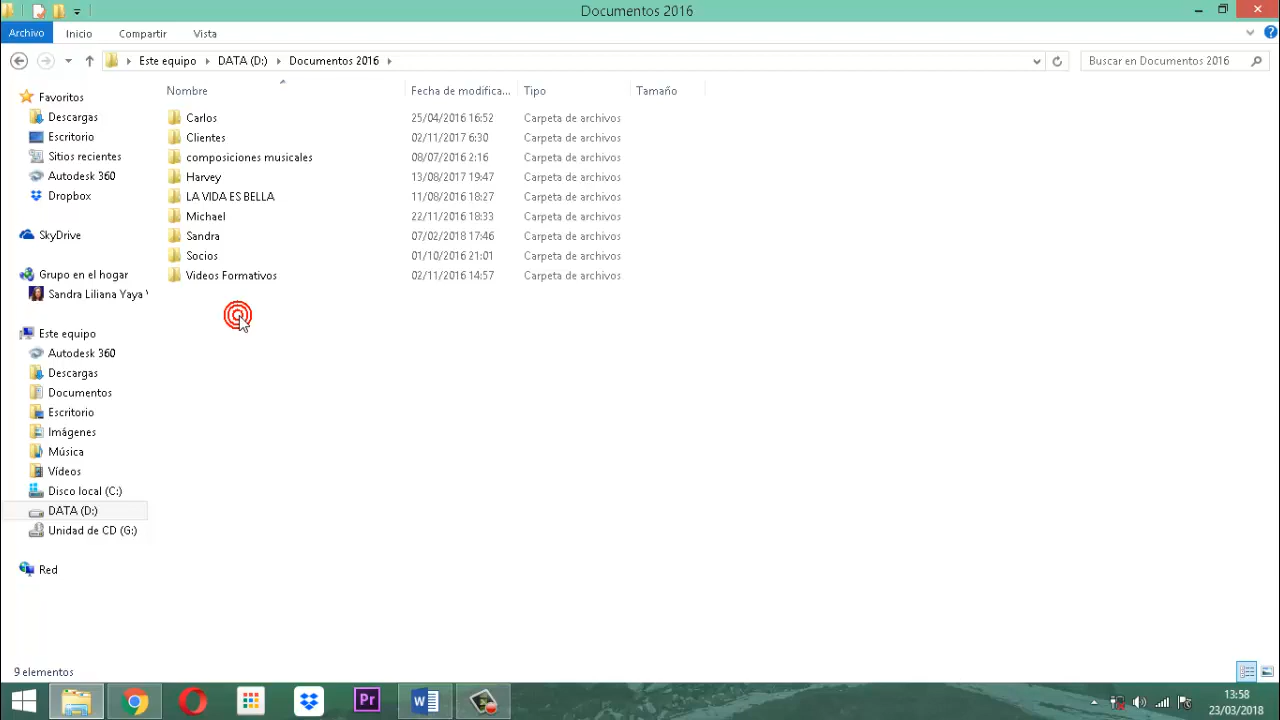 Documentos 2016
Archivo Inicio Compartir Vista
Este equipo DATA (D:) Documentos 2016 Buscar en Documentos 2016
Nombre Fecha de modifica... Tipo Tamaño
Carlos 25/04/2016 16:52 Carpeta de archivos
Clientes 02/11/2017 6:30 Carpeta de archivos
composiciones musicales 08/07/2016 2:16 Carpeta de archivos
Harvey 13/08/2017 19:47 Carpeta de archivos
LA VIDA ES BELLA 11/08/2016 18:27 Carpeta de archivos
Michael 22/11/2016 18:33 Carpeta de archivos
Sandra 07/02/2018 17:46 Carpeta de archivos
Socios 01/10/2016 21:01 Carpeta de archivos
Videos Formativos 02/11/2016 14:57 Carpeta de archivos
Favoritos
Descargas
Escritorio
Sitios recientes
Autodesk 360
Dropbox
SkyDrive
Grupo en el hogar
Sandra Liliana Yaya
Este equipo
Autodesk 360
Descargas
Documentos
Escritorio
Imágenes
Música
Vídeos
Disco local (C:)
DATA (D:)
Unidad de CD (G:)
Red
9 elementos
Pr
13:58
23/03/2018